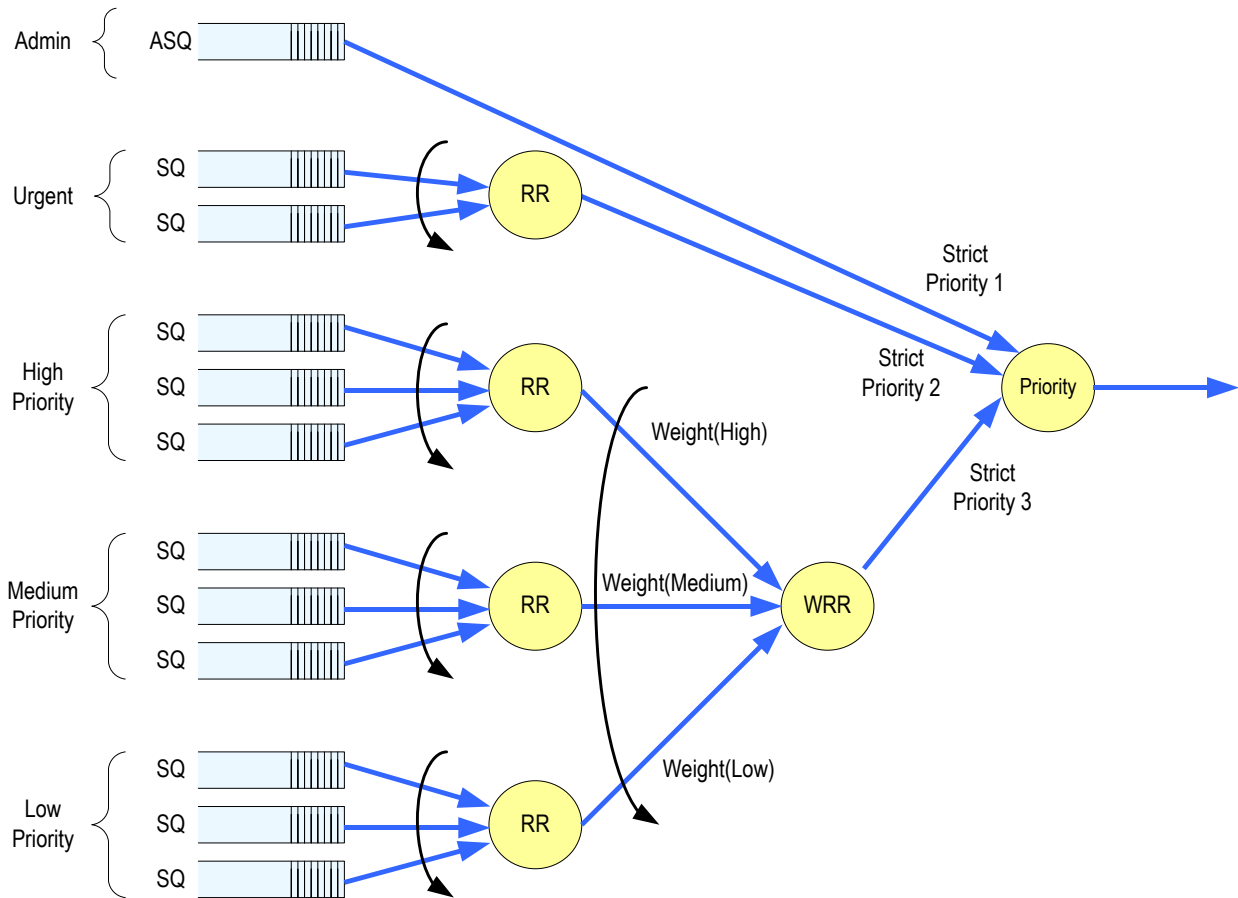 Admin
ASQ
Urgent
SQ
SQ
RR
Strict
Priority 1
High
Priority
SQ
SQ
SQ
RR
Strict
Priority 2
Priority
Weight(High)
Strict
Priority 3
Medium
Priority
SQ
SQ
SQ
RR
Weight(Medium)
WRR
Low
Priority
SQ
SQ
SQ
RR
Weight(Low)